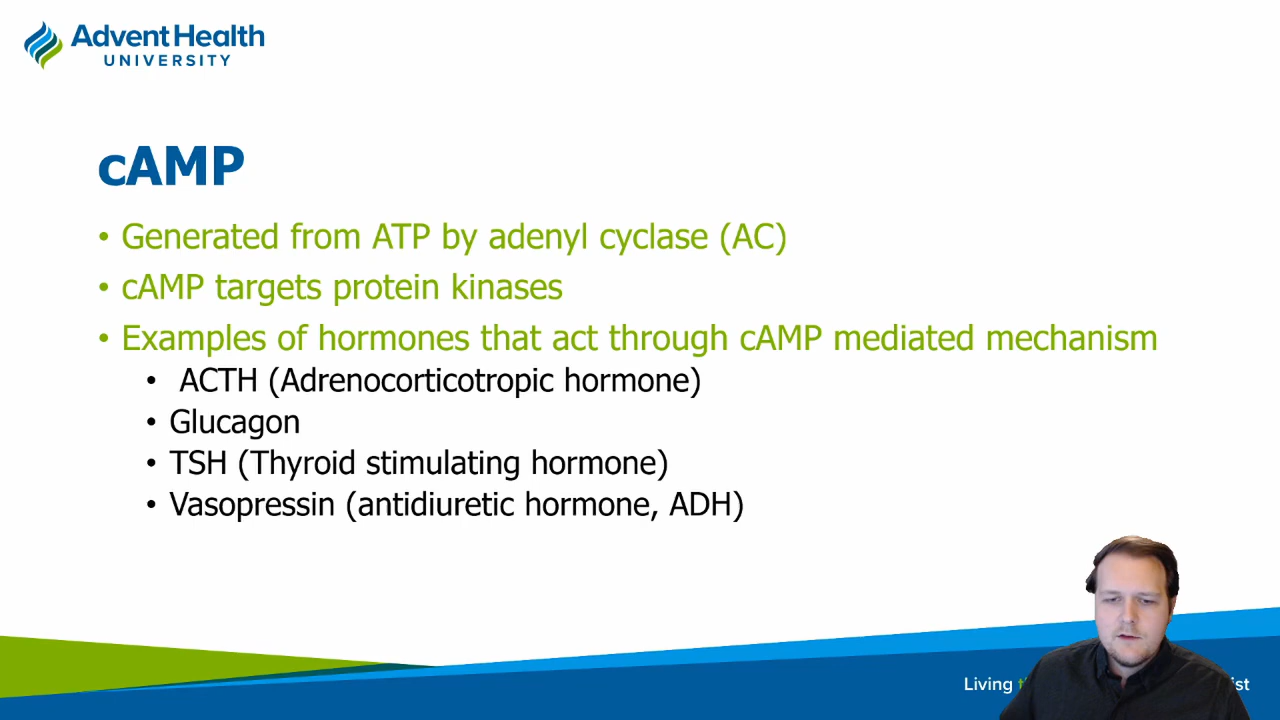 AdventHealth
UNIVERSITY
cAMP
• Generated from ATP by adenyl cyclase (AC)
• cAMP targets protein kinases
• Examples of hormones that act through cAMP mediated mechanism
• ACTH (Adrenocorticotropic hormone)
• Glucagon
• TSH (Thyroid stimulating hormone)
• Vasopressin (antidiuretic hormone, ADH)
Living